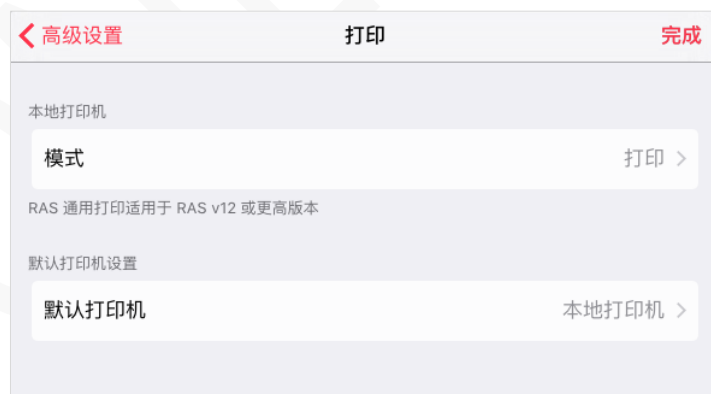 高级设置 打印 完成
本地打印机
模式 打印
RAS 通用打印适用于 RAS v12 或更高版本
默认打印机设置
默认打印机 本地打印机